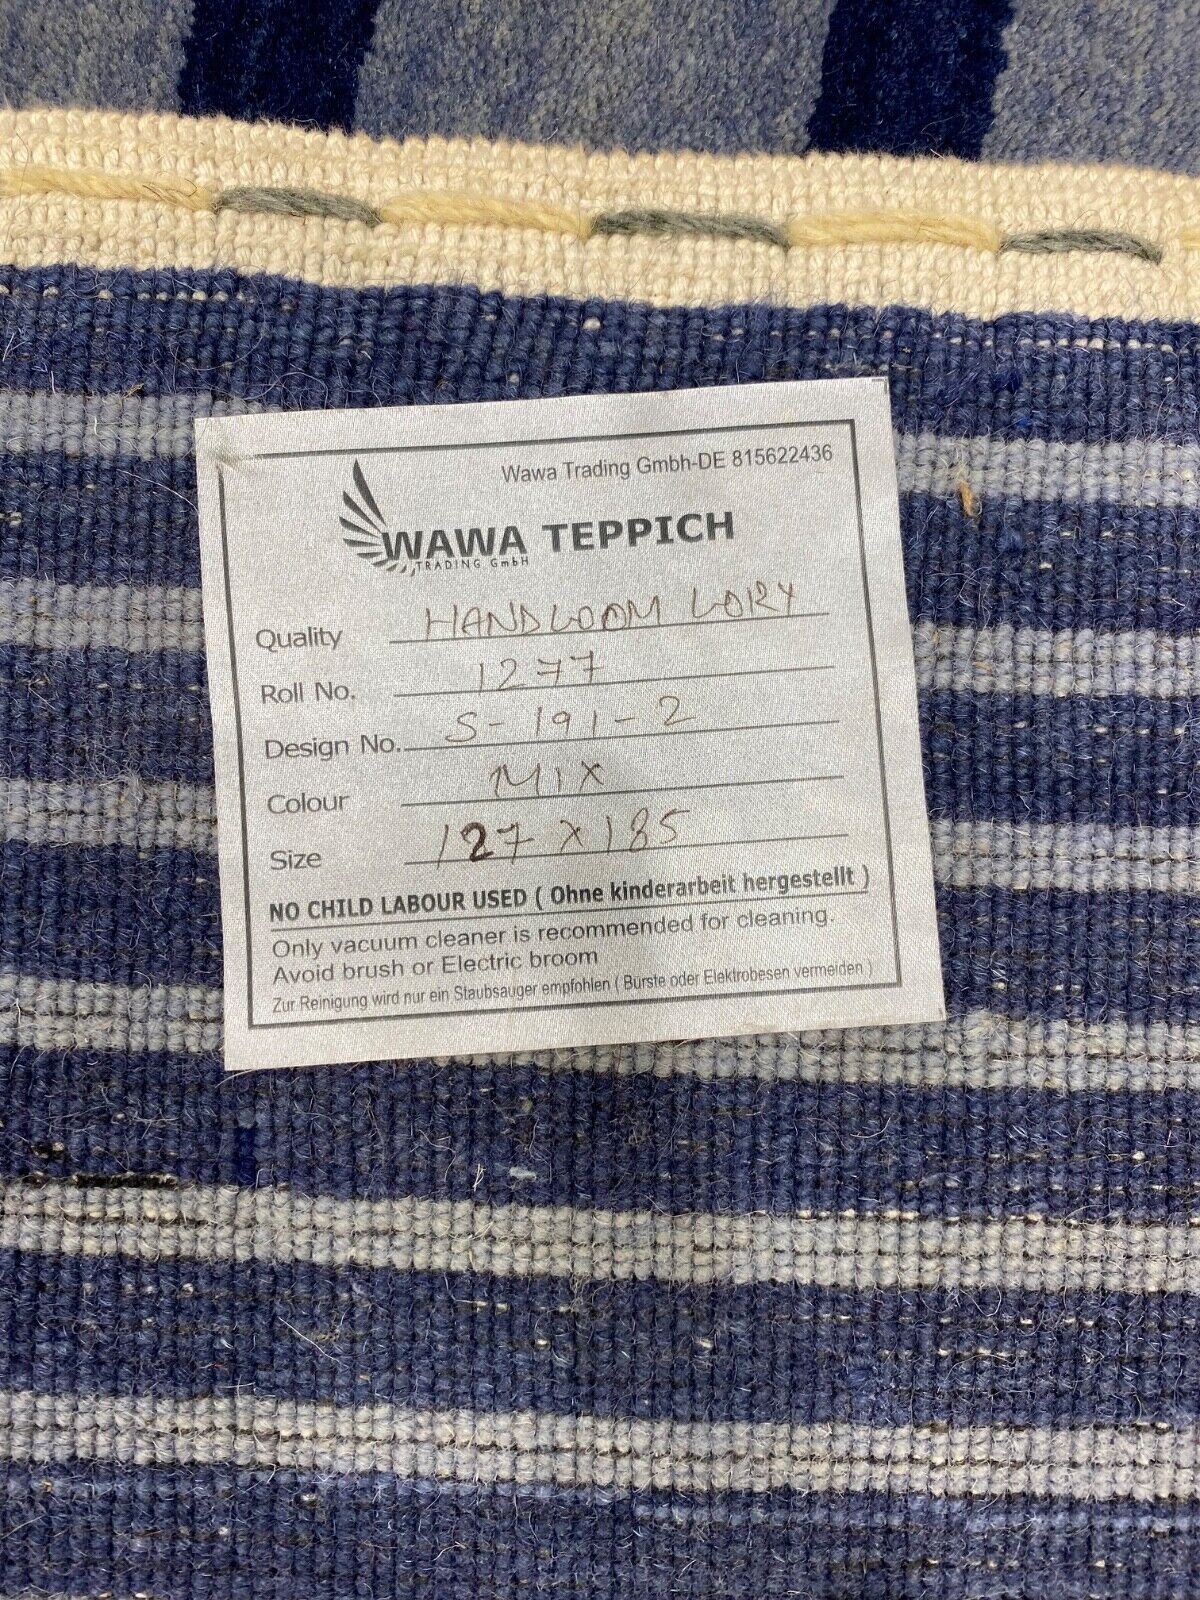 Wawa Trading Gmbh-DE 815622436
WAWA TEPPICH
TRADING GmbH
Quality HANDLOOM LORY
Roll No. 1277
Design No. S-191-2
Colour MIX
Size 127 X 185
NO CHILD LABOUR USED ( Ohne kinderarbeit hergestellt )
Only vacuum cleaner is recommended for cleaning.
Avoid brush or Electric broom
Zur Reinigung wird nur ein Staubsauger empfohlen ( Bürste oder Elektrobesen vermeiden )